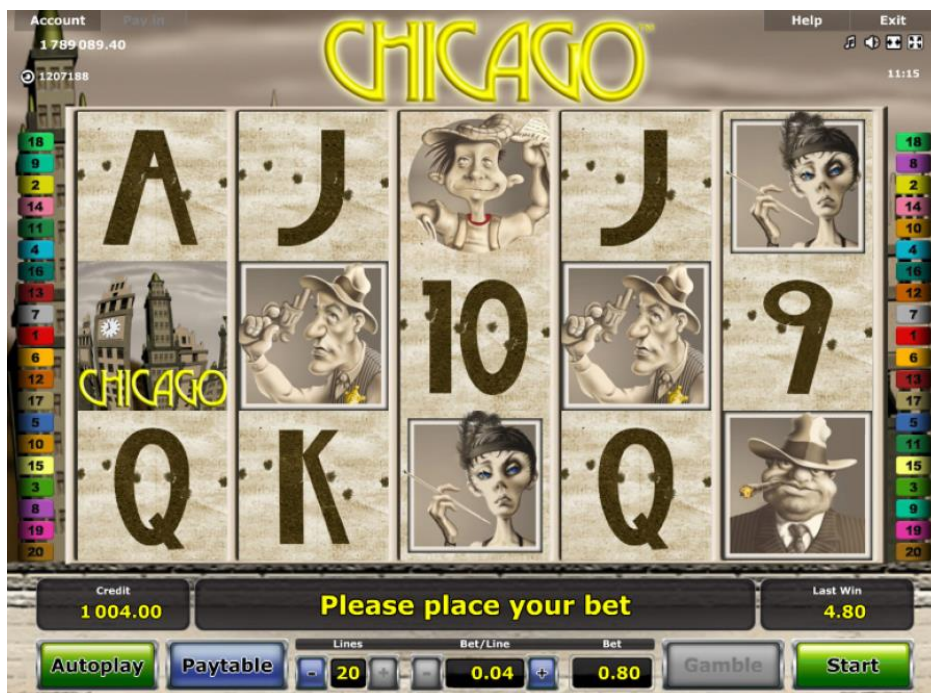 Account Pay in Help Exit
1 789 089.40
1207188 11:15
CHICAGO™
A J J
18 18
9 8
2 2
14 14
11 10
4 4
16 16
13 12
7 7
1 1
6 6
12 13
17 17
5 5
10 11
15 15
3 3
8 9
19 19
20 20
CHICAGO 10 9
Q K Q
Credit Last Win
1 004.00 Please place your bet 4.80
Lines Bet/Line Bet
Autoplay Paytable - 20 + - 0.04 + 0.80 Gamble Start